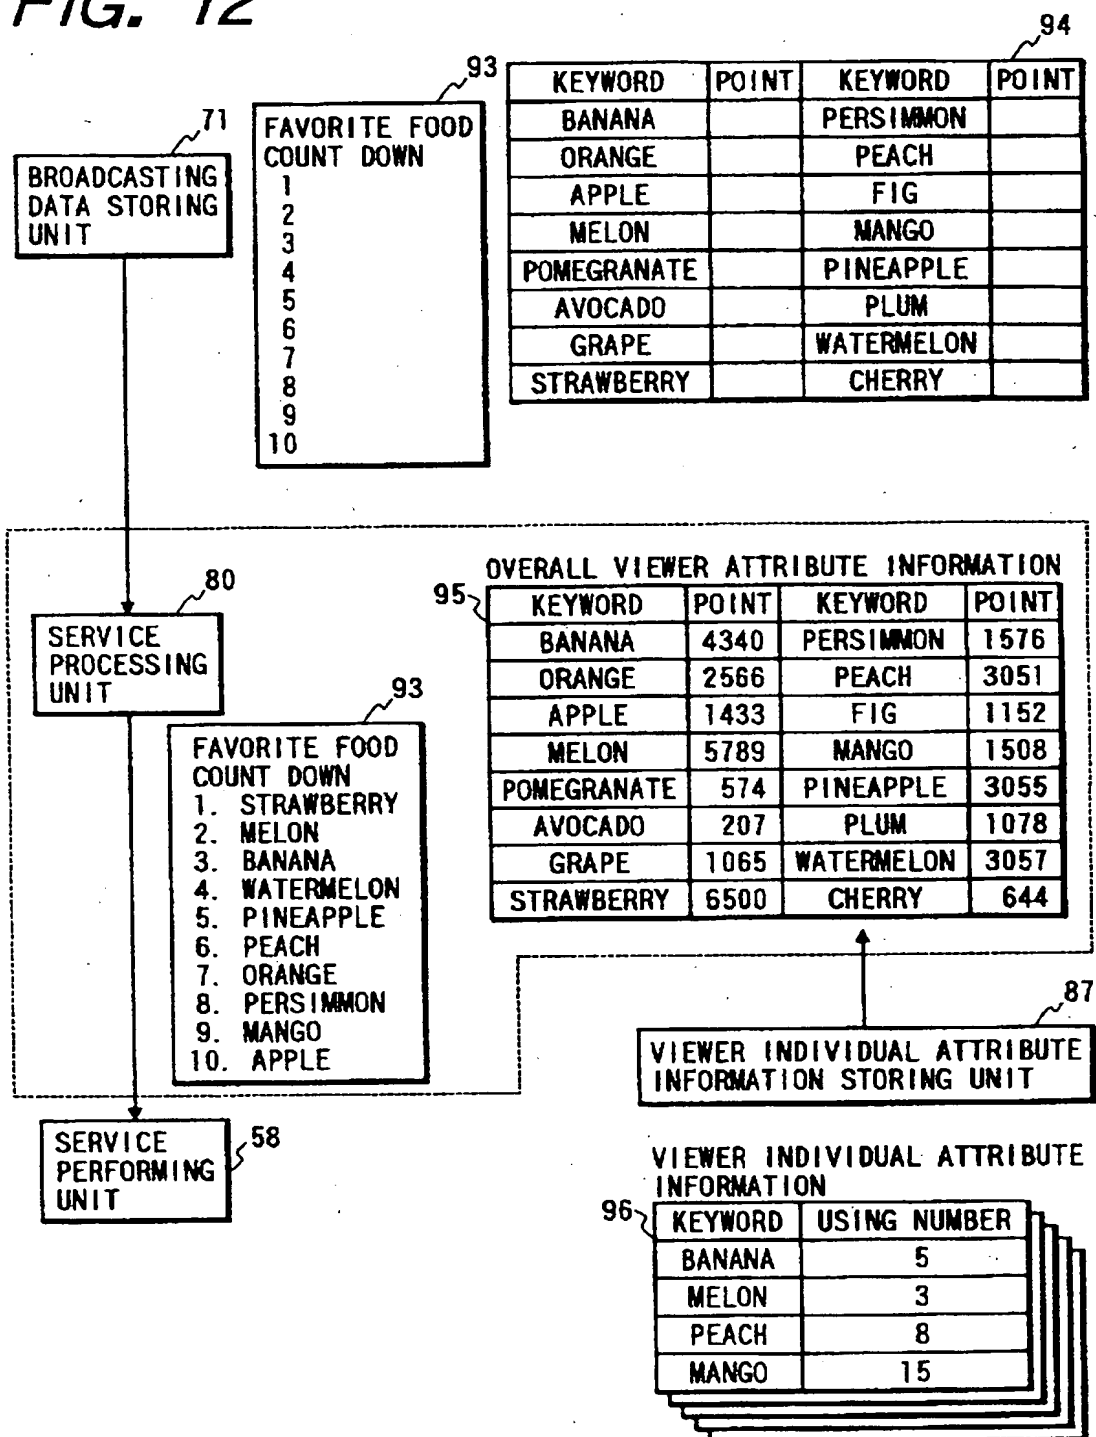 FIG. 12
93
94
71
BROADCASTING
DATA STORING
UNIT
FAVORITE FOOD
COUNT DOWN
1
2
3
4
5
6
7
8
9
10
KEYWORD POINT KEYWORD POINT
BANANA PERSIMMON
ORANGE PEACH
APPLE FIG
MELON MANGO
POMEGRANATE PINEAPPLE
AVOCADO PLUM
GRAPE WATERMELON
STRAWBERRY CHERRY
80
SERVICE
PROCESSING
UNIT
93
FAVORITE FOOD
COUNT DOWN
1. STRAWBERRY
2. MELON
3. BANANA
4. WATERMELON
5. PINEAPPLE
6. PEACH
7. ORANGE
8. PERSIMMON
9. MANGO
10. APPLE
OVERALL VIEWER ATTRIBUTE INFORMATION
95
KEYWORD POINT KEYWORD POINT
BANANA 4340 PERSIMMON 1576
ORANGE 2566 PEACH 3051
APPLE 1433 FIG 1152
MELON 5789 MANGO 1508
POMEGRANATE 574 PINEAPPLE 3055
AVOCADO 207 PLUM 1078
GRAPE 1065 WATERMELON 3057
STRAWBERRY 6500 CHERRY 644
87
VIEWER INDIVIDUAL ATTRIBUTE
INFORMATION STORING UNIT
SERVICE
PERFORMING
UNIT
58
VIEWER INDIVIDUAL ATTRIBUTE
INFORMATION
96
KEYWORD USING NUMBER
BANANA 5
MELON 3
PEACH 8
MANGO 15